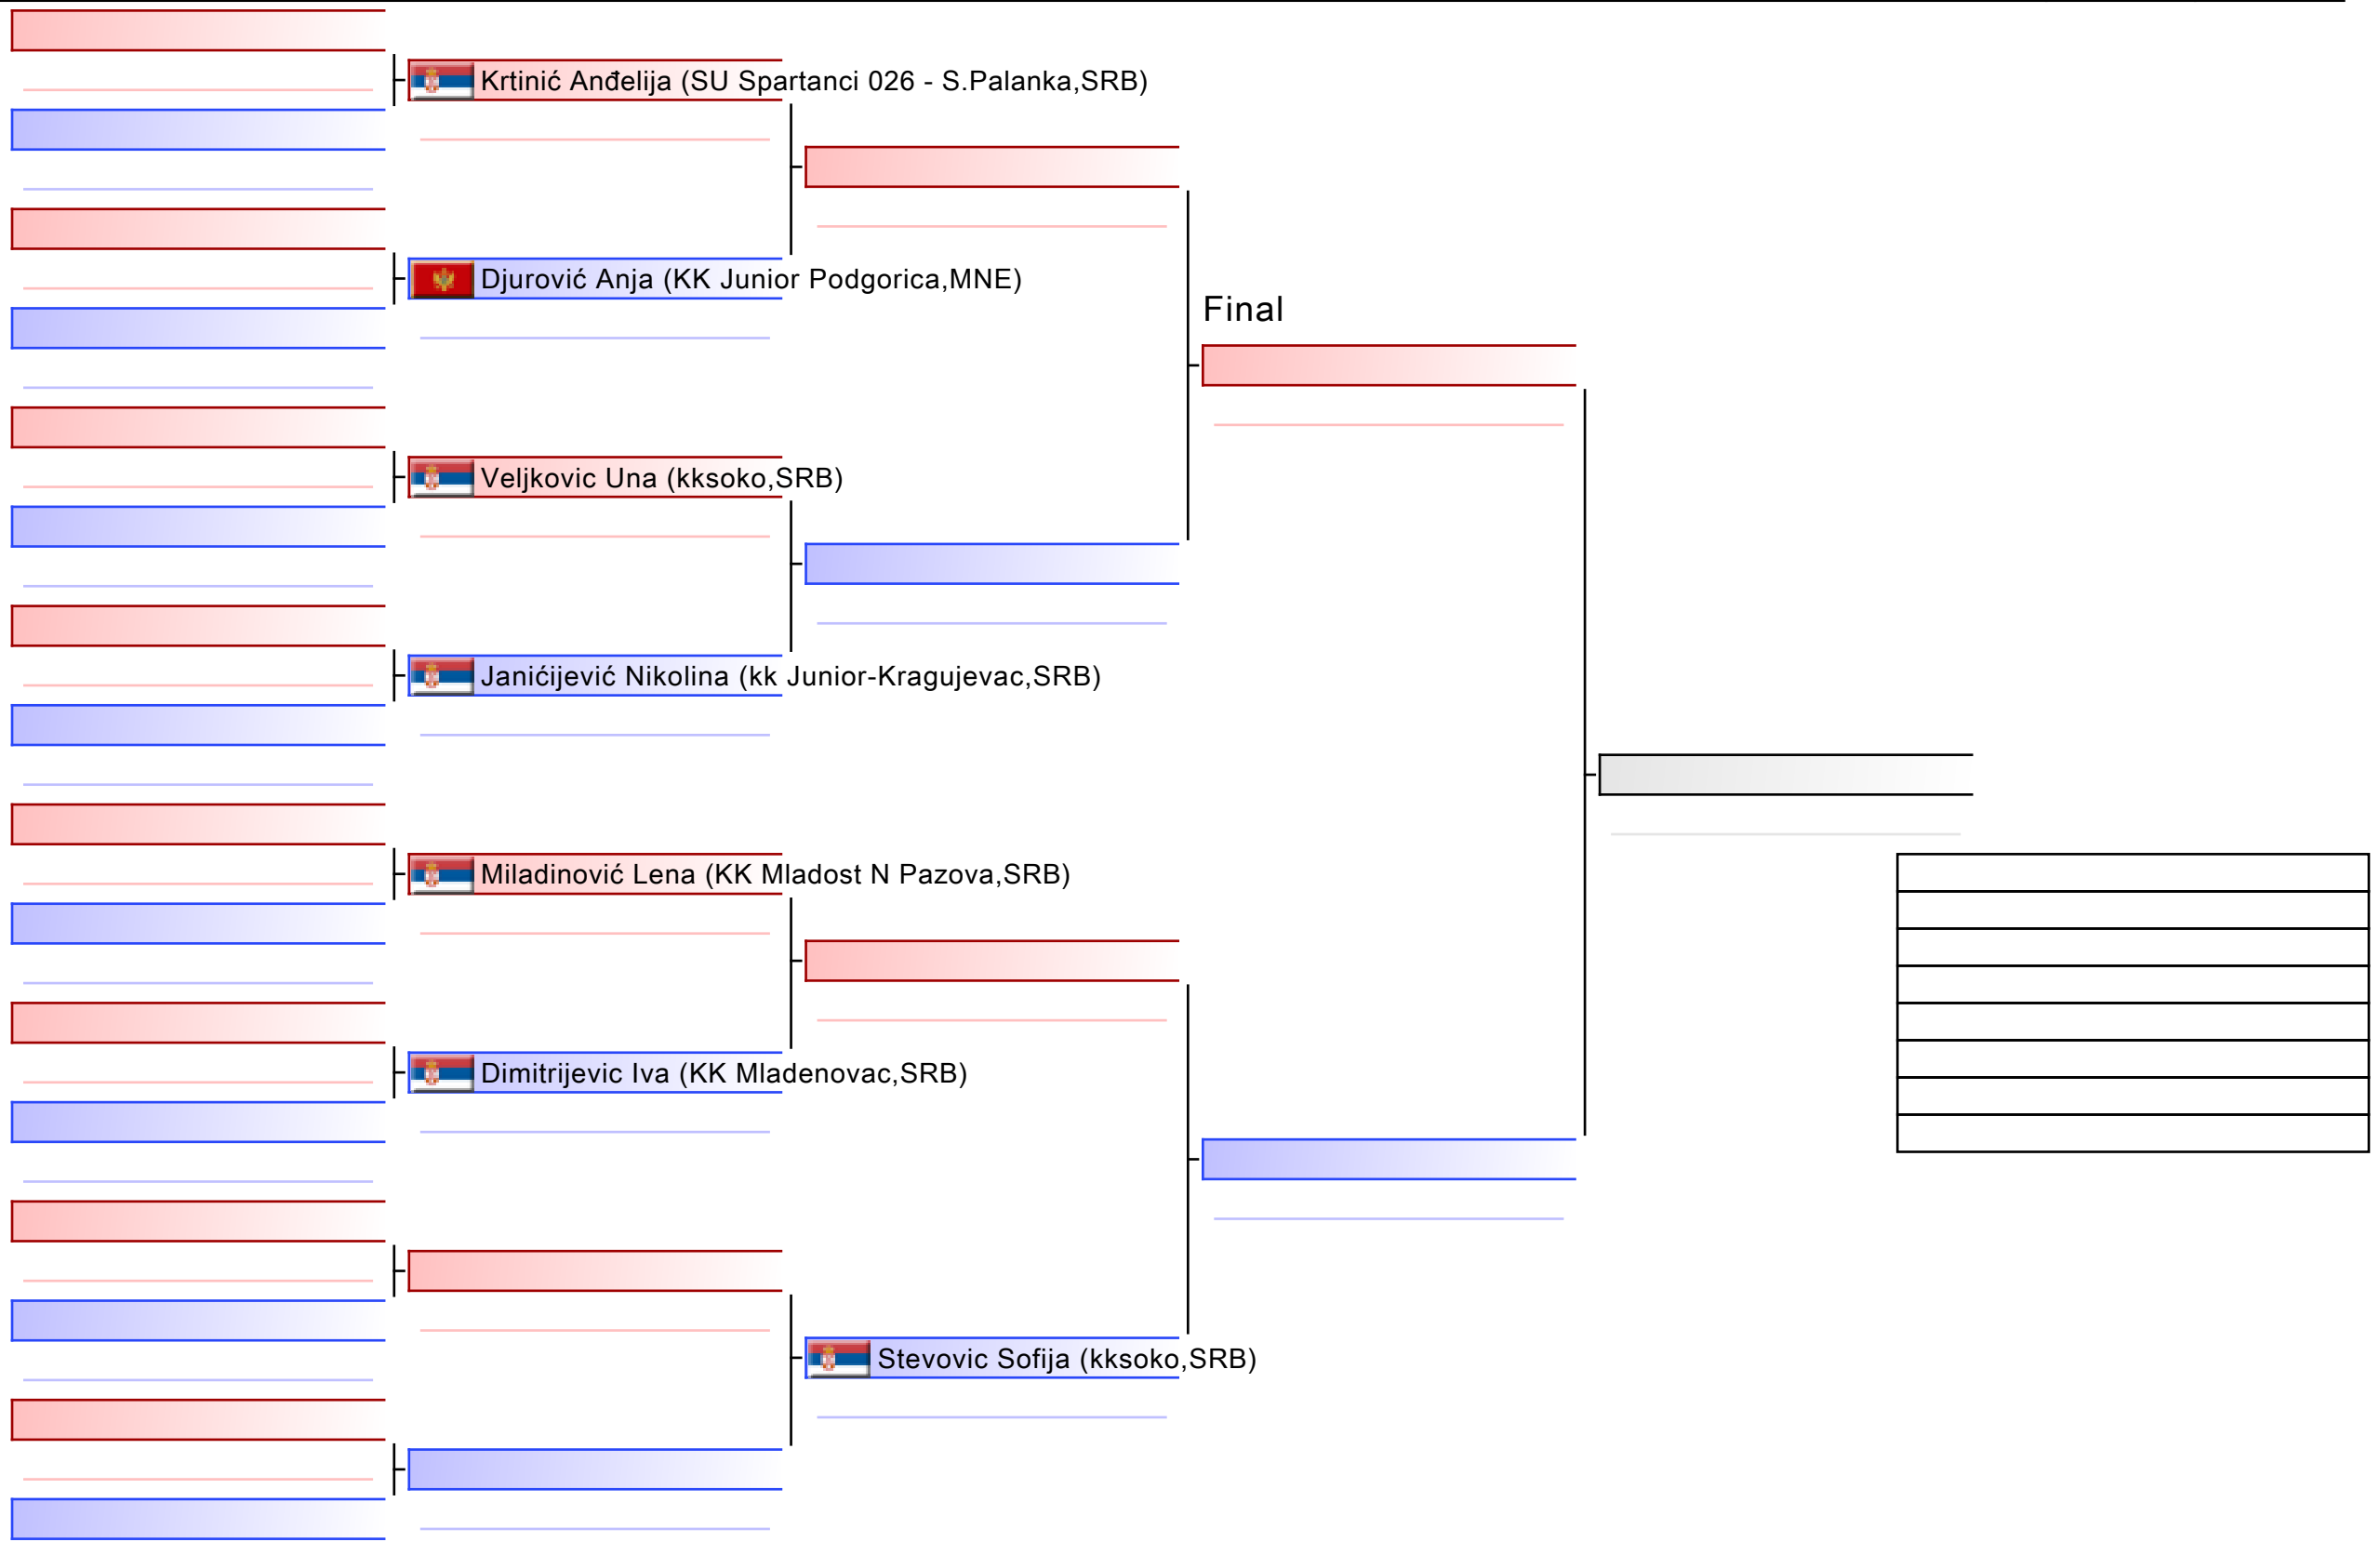 Krtinić Anđelija (SU Spartanci 026 - S.Palanka,SRB)
Djurović Anja (KK Junior Podgorica,MNE)
Final
Veljkovic Una (kksoko,SRB)
Janićijević Nikolina (kk Junior-Kragujevac,SRB)
Miladinović Lena (KK Mladost N Pazova,SRB)
Dimitrijevic Iva (KK Mladenovac,SRB)
Stevovic Sofija (kksoko,SRB)